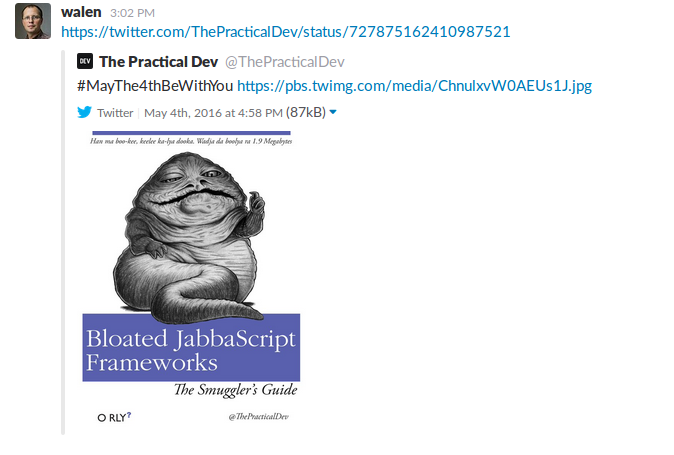 walen 3:02 PM
https://twitter.com/ThePracticalDev/status/727875162410987521
DEV The Practical Dev @ThePracticalDev
#MayThe4thBeWithYou https://pbs.twimg.com/media/ChnulxvW0AEUs1J.jpg
Twitter May 4th, 2016 at 4:58 PM (87kB)
Han ma boo-kee, keelee ka-lya dooka. Wadja da boolya ra 1.9 Megabytes
Bloated JabbaScript
Frameworks
The Smuggler's Guide
O RLY?
@ThePracticalDev